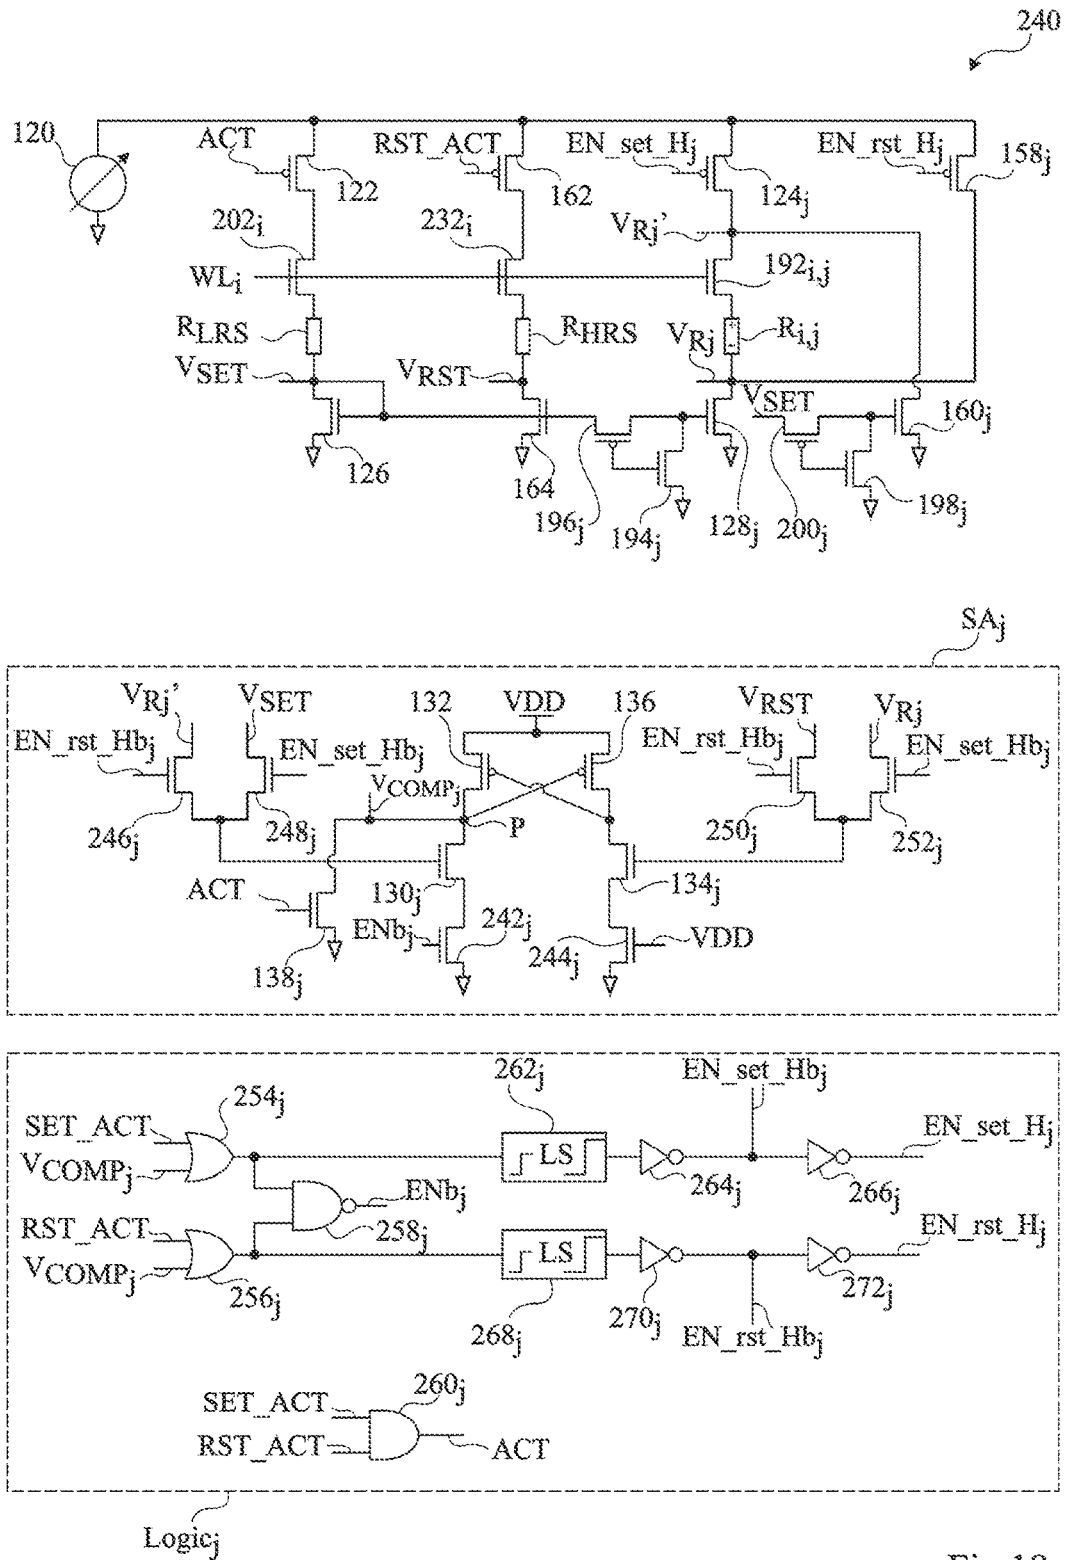 240
120
ACT
122
RST_ACT
162
EN_set_Hj
124j
EN_rst_Hj
158j
202i
232i
VRj'
WLi
192i,j
RLRS
RHRS
VRj
Ri,j
VSET
VRST
VSET
126
164
196j
194j
128j
200j
198j
160j
SAj
VRj'
VSET
132
VDD
136
VRST
VRj
EN_rst_Hbj
EN_set_Hbj
EN_rst_Hbj
EN_set_Hbj
VCOMPj
246j
248j
P
250j
252j
ACT
130j
134j
ENbj
242j
244j
VDD
138j
254j
262j
EN_set_Hbj
SET_ACT
VCOMPj
LS
EN_set_Hj
264j
266j
ENbj
258j
RST_ACT
VCOMPj
LS
EN_rst_Hj
256j
268j
270j
272j
EN_rst_Hbj
260j
SET_ACT
RST_ACT
ACT
Logicj